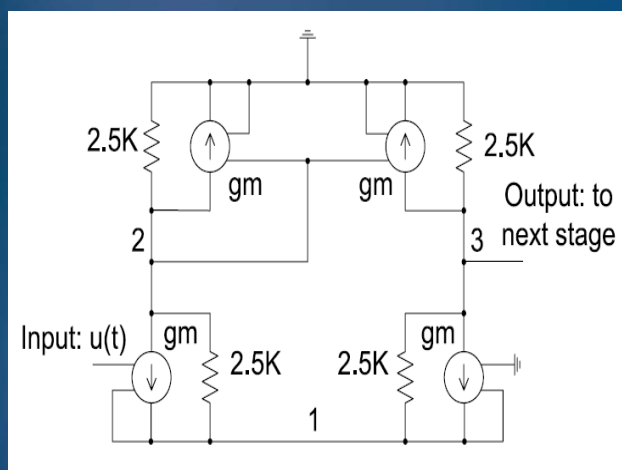 2.5K
gm
gm
2.5K
Output: to
next stage
2
3
Input: u(t)
gm
2.5K
2.5K
gm
1